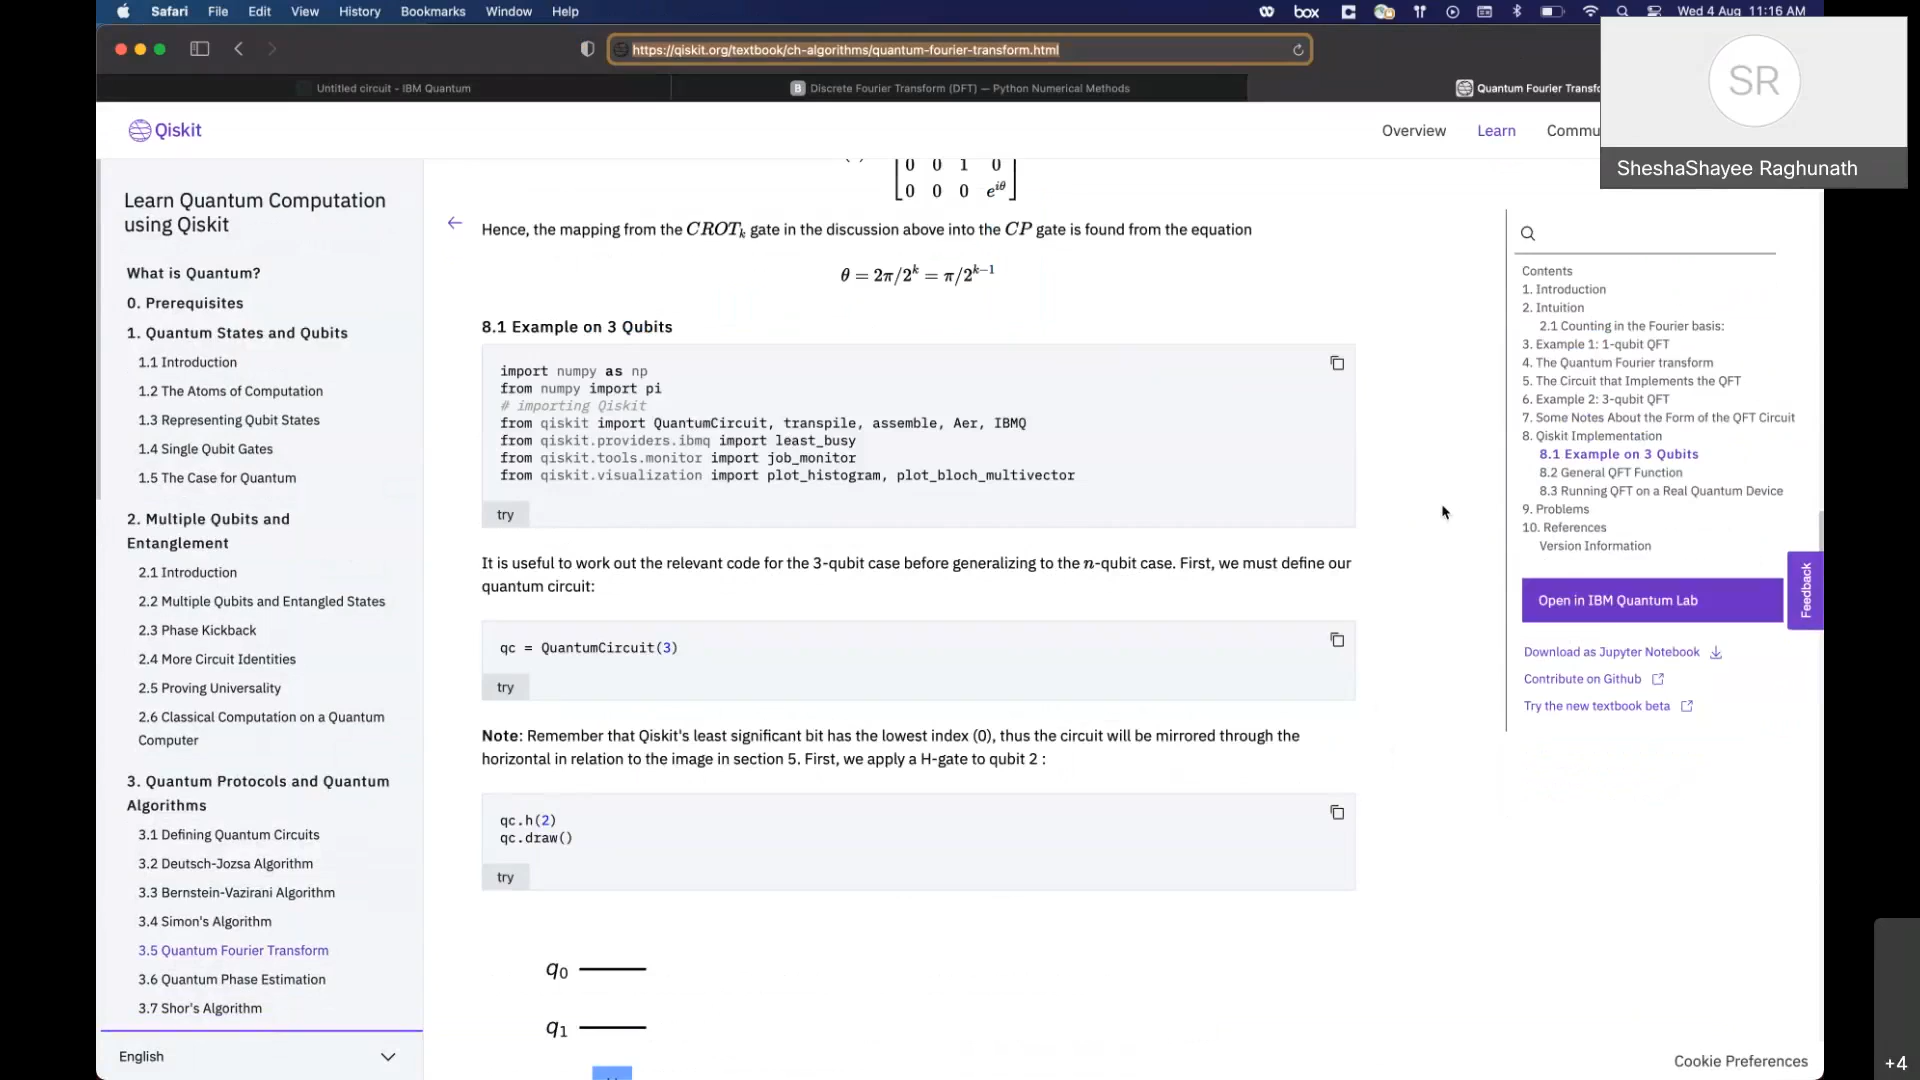 Safari File Edit View History Bookmarks Window Help
box
Wed 4 Aug 11:16 AM
https://qiskit.org/textbook/ch-algorithms/quantum-fourier-transform.html
Untitled circuit - IBM Quantum
B Discrete Fourier Transform (DFT) — Python Numerical Methods
Quantum Fourier Transfo
SR
SheshaShayee Raghunath
Qiskit
Overview Learn Commu
Learn Quantum Computation
using Qiskit
What is Quantum?
0. Prerequisites
1. Quantum States and Qubits
1.1 Introduction
1.2 The Atoms of Computation
1.3 Representing Qubit States
1.4 Single Qubit Gates
1.5 The Case for Quantum
2. Multiple Qubits and
Entanglement
2.1 Introduction
2.2 Multiple Qubits and Entangled States
2.3 Phase Kickback
2.4 More Circuit Identities
2.5 Proving Universality
2.6 Classical Computation on a Quantum
Computer
3. Quantum Protocols and Quantum
Algorithms
3.1 Defining Quantum Circuits
3.2 Deutsch-Jozsa Algorithm
3.3 Bernstein-Vazirani Algorithm
3.4 Simon's Algorithm
3.5 Quantum Fourier Transform
3.6 Quantum Phase Estimation
3.7 Shor's Algorithm
English
0 0 1 0
0 0 0 e^{iθ}
Hence, the mapping from the CROT_k gate in the discussion above into the CP gate is found from the equation
θ = 2π/2^k = π/2^{k−1}
8.1 Example on 3 Qubits
import numpy as np
from numpy import pi
# importing Qiskit
from qiskit import QuantumCircuit, transpile, assemble, Aer, IBMQ
from qiskit.providers.ibmq import least_busy
from qiskit.tools.monitor import job_monitor
from qiskit.visualization import plot_histogram, plot_bloch_multivector
try
It is useful to work out the relevant code for the 3-qubit case before generalizing to the n-qubit case. First, we must define our
quantum circuit:
qc = QuantumCircuit(3)
try
Note: Remember that Qiskit's least significant bit has the lowest index (0), thus the circuit will be mirrored through the
horizontal in relation to the image in section 5. First, we apply a H-gate to qubit 2 :
qc.h(2)
qc.draw()
try
q0
q1
Contents
1. Introduction
2. Intuition
2.1 Counting in the Fourier basis:
3. Example 1: 1-qubit QFT
4. The Quantum Fourier transform
5. The Circuit that Implements the QFT
6. Example 2: 3-qubit QFT
7. Some Notes About the Form of the QFT Circuit
8. Qiskit Implementation
8.1 Example on 3 Qubits
8.2 General QFT Function
8.3 Running QFT on a Real Quantum Device
9. Problems
10. References
Version Information
Open in IBM Quantum Lab
Feedback
Download as Jupyter Notebook
Contribute on Github
Try the new textbook beta
Cookie Preferences
+4